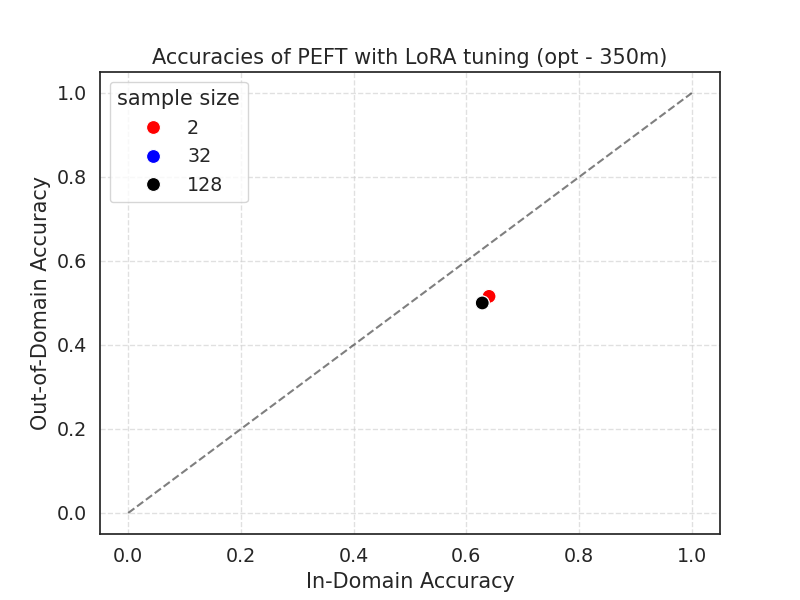 Accuracies of PEFT with LoRA tuning (opt - 350m)
sample size
2
32
128
1.0
0.8
0.6
0.4
0.2
0.0
Out-of-Domain Accuracy
0.0 0.2 0.4 0.6 0.8 1.0
In-Domain Accuracy